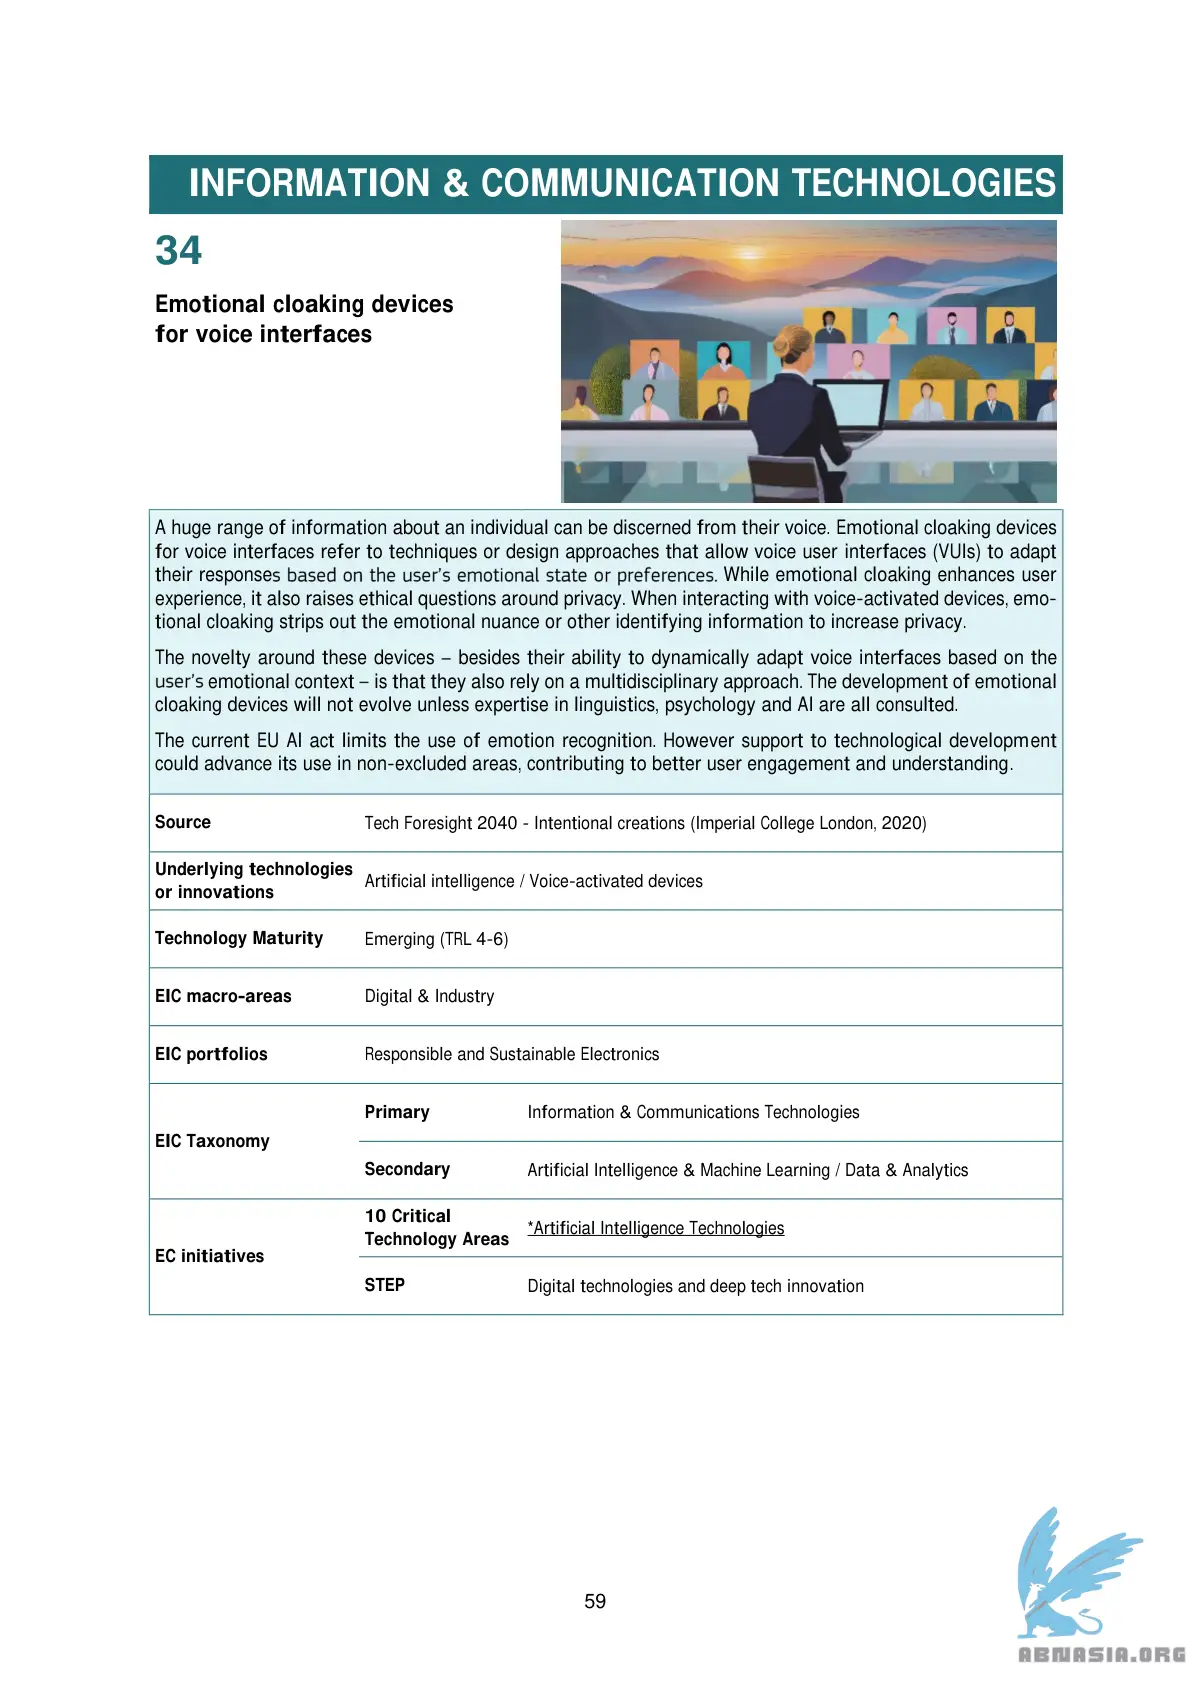 INFORMATION & COMMUNICATION TECHNOLOGIES
34
Emotional cloaking devices
for voice interfaces
A huge range of information about an individual can be discerned from their voice. Emotional cloaking devices
for voice interfaces refer to techniques or design approaches that allow voice user interfaces (VUIs) to adapt
their responses based on the user's emotional state or preferences. While emotional cloaking enhances user
experience, it also raises ethical questions around privacy. When interacting with voice-activated devices, emo-
tional cloaking strips out the emotional nuance or other identifying information to increase privacy.
The novelty around these devices – besides their ability to dynamically adapt voice interfaces based on the
user's emotional context – is that they also rely on a multidisciplinary approach. The development of emotional
cloaking devices will not evolve unless expertise in linguistics, psychology and AI are all consulted.
The current EU AI act limits the use of emotion recognition. However support to technological development
could advance its use in non-excluded areas, contributing to better user engagement and understanding.
Source
Tech Foresight 2040 - Intentional creations (Imperial College London, 2020)
Underlying technologies
or innovations
Artificial intelligence / Voice-activated devices
Technology Maturity
Emerging (TRL 4-6)
EIC macro-areas
Digital & Industry
EIC portfolios
Responsible and Sustainable Electronics
EIC Taxonomy
Primary
Information & Communications Technologies
Secondary
Artificial Intelligence & Machine Learning / Data & Analytics
EC initiatives
10 Critical
Technology Areas
*Artificial Intelligence Technologies
STEP
Digital technologies and deep tech innovation
59
ABNASIA.ORG